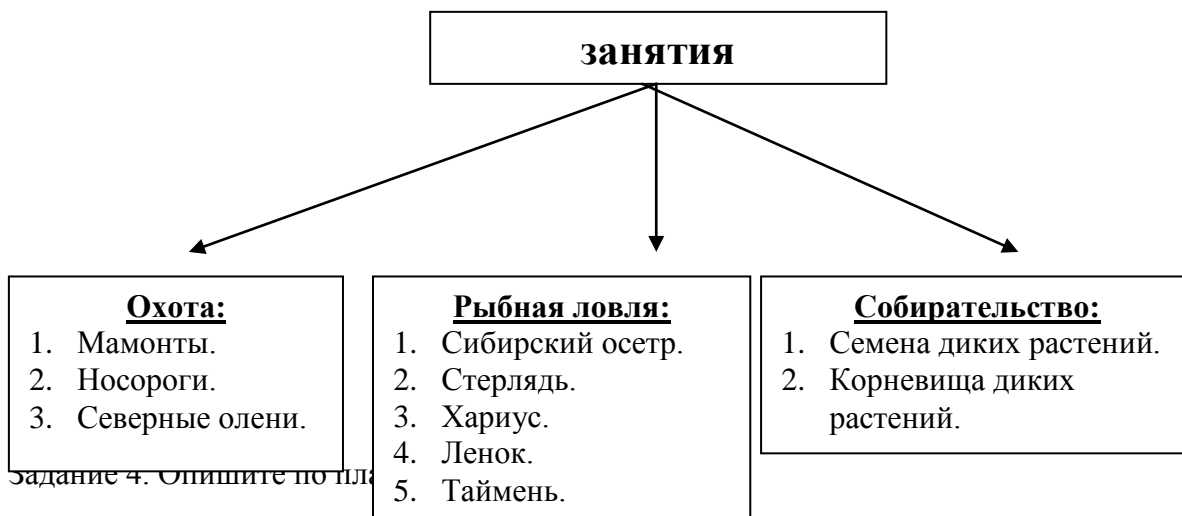 занятия
Охота:
1. Мамонты.
2. Носороги.
3. Северные олени.
Рыбная ловля:
1. Сибирский осетр.
2. Стерлядь.
3. Хариус.
4. Ленок.
5. Таймень.
Собирательство:
1. Семена диких растений.
2. Корневища диких
растений.
Задание 4. Опишите по